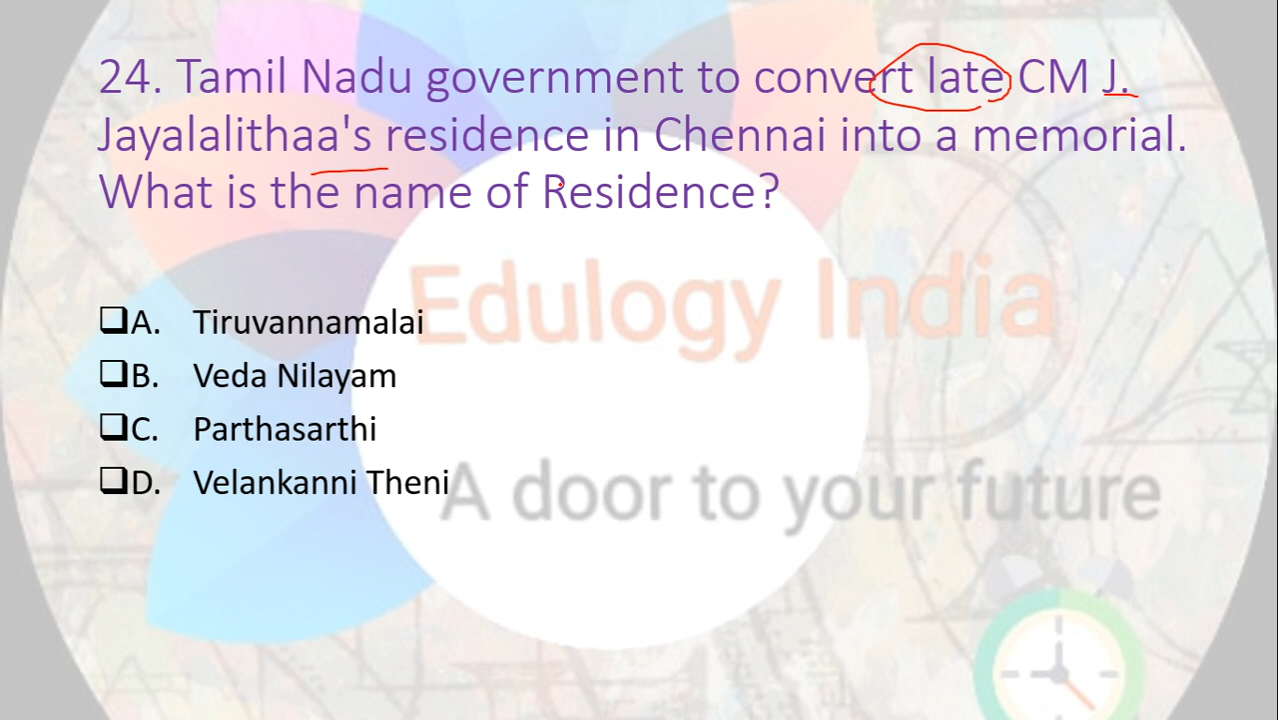 24. Tamil Nadu government to convert late CM J.
Jayalalithaa's residence in Chennai into a memorial.
What is the name of Residence?
Edulogy India
❑A. Tiruvannamalai
❑B. Veda Nilayam
❑C. Parthasarthi
❑D. Velankanni Theni
A door to your future